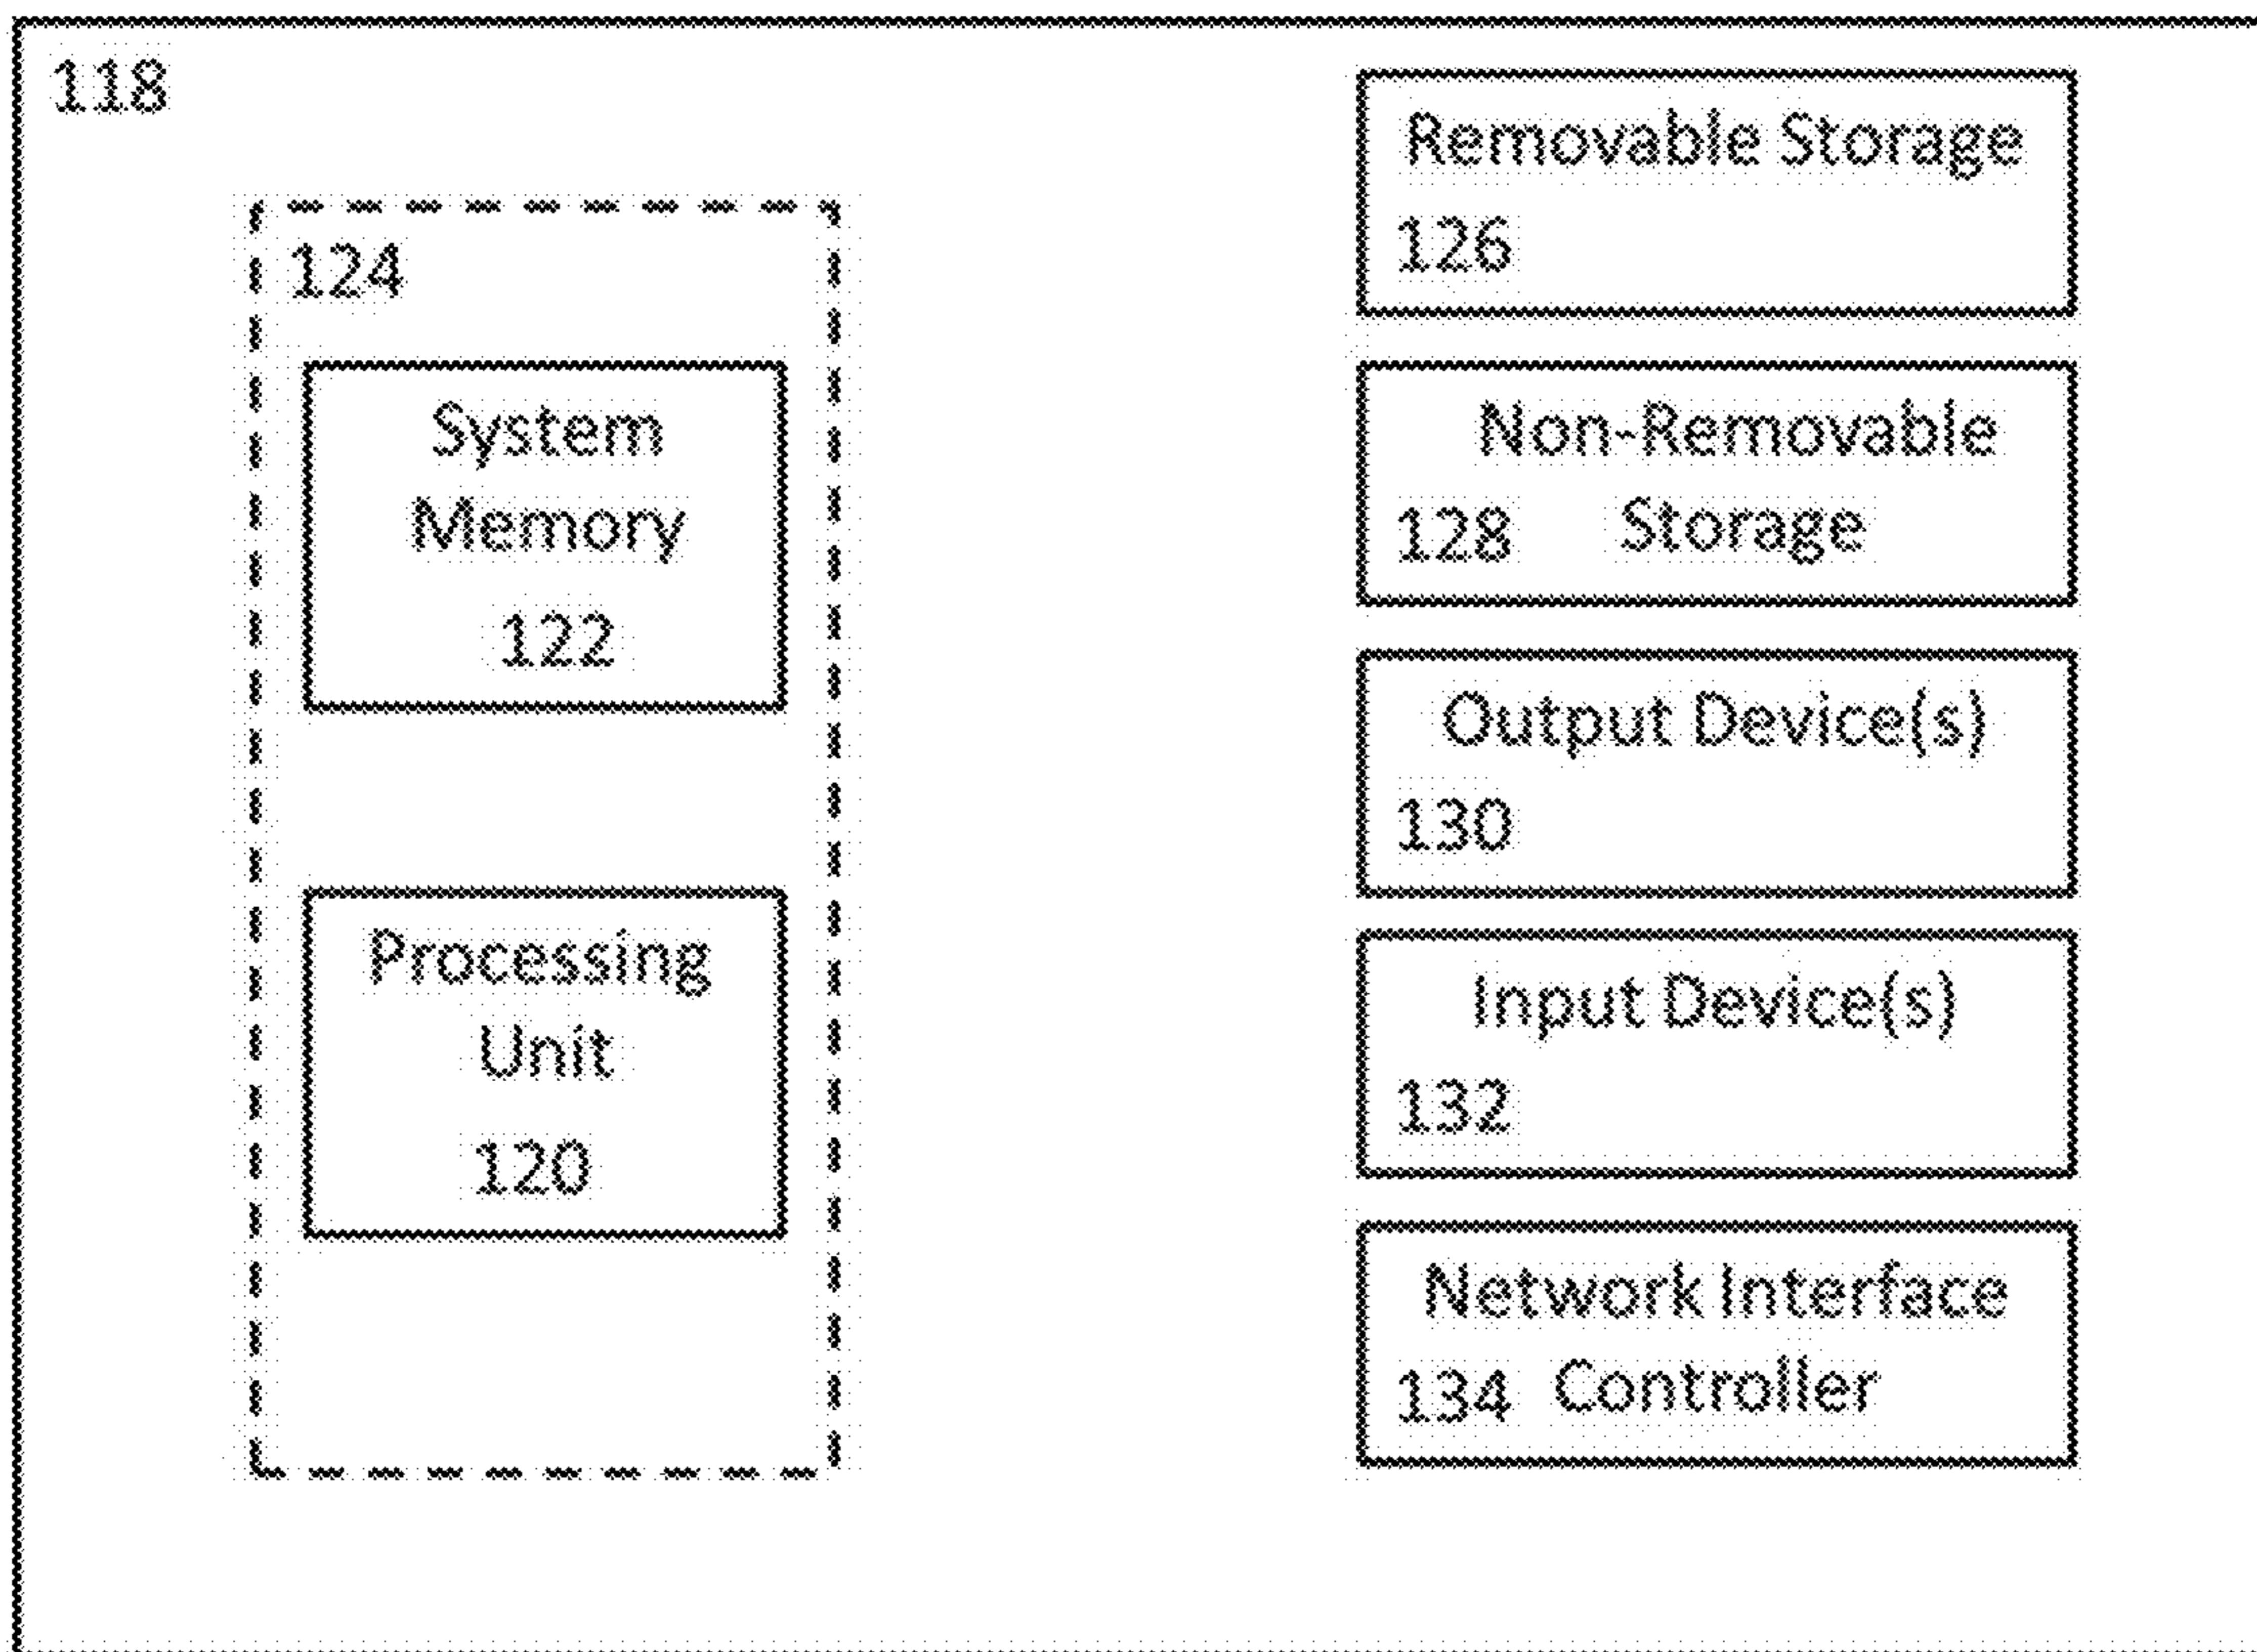 118
124
System
Memory
122
Processing
Unit
120
Removable Storage
126
Non-Removable
128 Storage
Output Device(s)
130
Input Device(s)
132
Network Interface
134 Controller